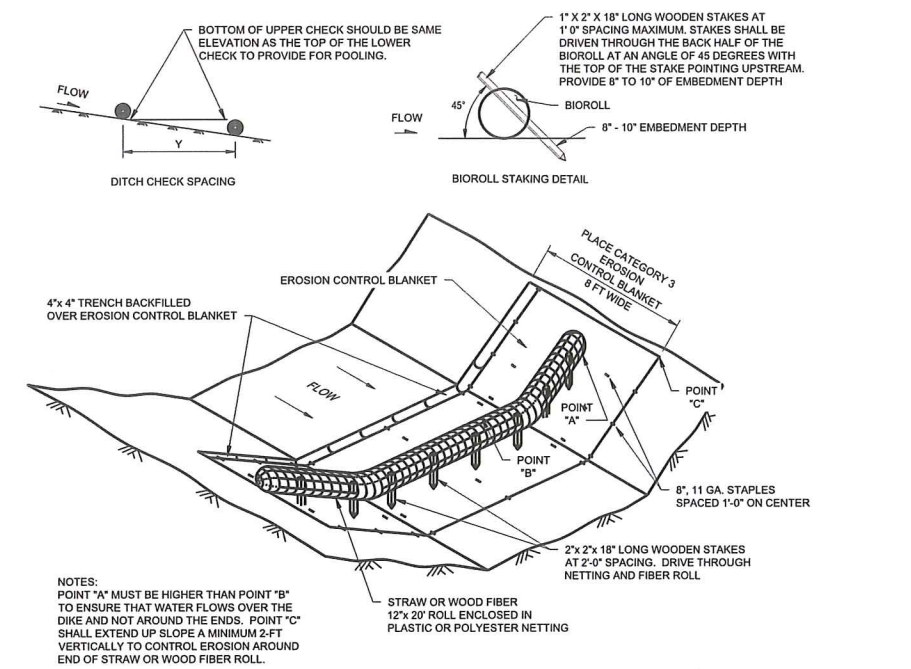 BOTTOM OF UPPER CHECK SHOULD BE SAME
ELEVATION AS THE TOP OF THE LOWER
CHECK TO PROVIDE FOR POOLING.
FLOW
Y
DITCH CHECK SPACING
1" X 2" X 18" LONG WOODEN STAKES AT
1' 0" SPACING MAXIMUM. STAKES SHALL BE
DRIVEN THROUGH THE BACK HALF OF THE
BIOROLL AT AN ANGLE OF 45 DEGREES WITH
THE TOP OF THE STAKE POINTING UPSTREAM.
PROVIDE 8" TO 10" OF EMBEDMENT DEPTH
45°
BIOROLL
FLOW
8" - 10" EMBEDMENT DEPTH
BIOROLL STAKING DETAIL
PLACE CATEGORY 3
EROSION
CONTROL BLANKET
8 FT WIDE
EROSION CONTROL BLANKET
4"x 4" TRENCH BACKFILLED
OVER EROSION CONTROL BLANKET
FLOW
POINT
"C"
POINT
"A"
POINT
"B"
8", 11 GA. STAPLES
SPACED 1'-0" ON CENTER
2"x 2"x 18" LONG WOODEN STAKES
AT 2'-0" SPACING. DRIVE THROUGH
NETTING AND FIBER ROLL
STRAW OR WOOD FIBER
12"x 20' ROLL ENCLOSED IN
PLASTIC OR POLYESTER NETTING
NOTES:
POINT "A" MUST BE HIGHER THAN POINT "B"
TO ENSURE THAT WATER FLOWS OVER THE
DIKE AND NOT AROUND THE ENDS. POINT "C"
SHALL EXTEND UP SLOPE A MINIMUM 2-FT
VERTICALLY TO CONTROL EROSION AROUND
END OF STRAW OR WOOD FIBER ROLL.